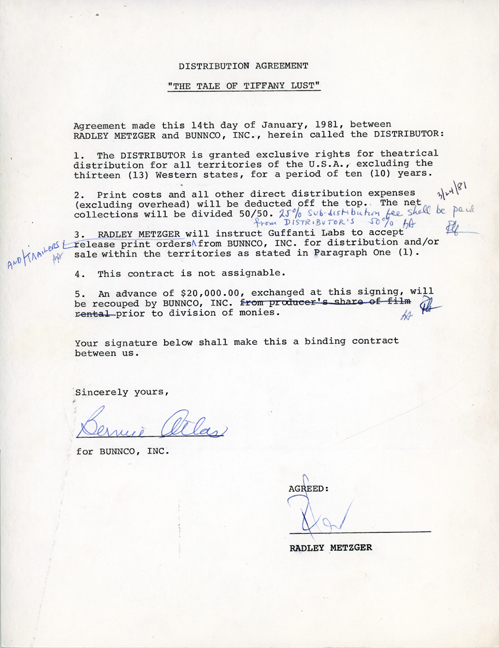 DISTRIBUTION AGREEMENT
"THE TALE OF TIFFANY LUST"
Agreement made this 14th day of January, 1981, between
RADLEY METZGER AND BUNNCO, INC., herein called the DISTRIBUTOR:
1. The DISTRIBUTOR is granted exclusive rights for theatrical
distribution for all territories of the U.S.A., excluding the
thirteen (13) Western states, for a period of ten (10) years.
2. Print costs and all other direct distribution expenses
(excluding overhead) will be deducted off the top. The net
3/24/81
collections will be divided 50/50. 25% sub-distribution fee shall be paid
from DISTRIBUTOR'S 50%
3. RADLEY METZGER will instruct Guffanti Labs to accept
AND/TRAILERS
release print orders from BUNNCO, INC. for distribution and/or
sale within the territories as stated in Paragraph One (1).
4. This contract is not assignable.
5. An advance of $20,000.00, exchanged at this signing, will
be recouped by BUNNCO, INC. from producer's share of film
rental prior to division of monies.
Your signature below shall make this a binding contract
between us.
Sincerely yours,
Bernie Atlas
for BUNNCO, INC.
AGREED:
RADLEY METZGER